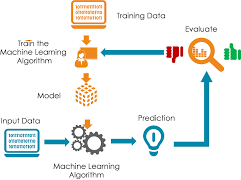 Training Data
Evaluate
Train the
Machine Learning
Algorithm
Model
Input Data
Prediction
Machine Learning
Algorithm